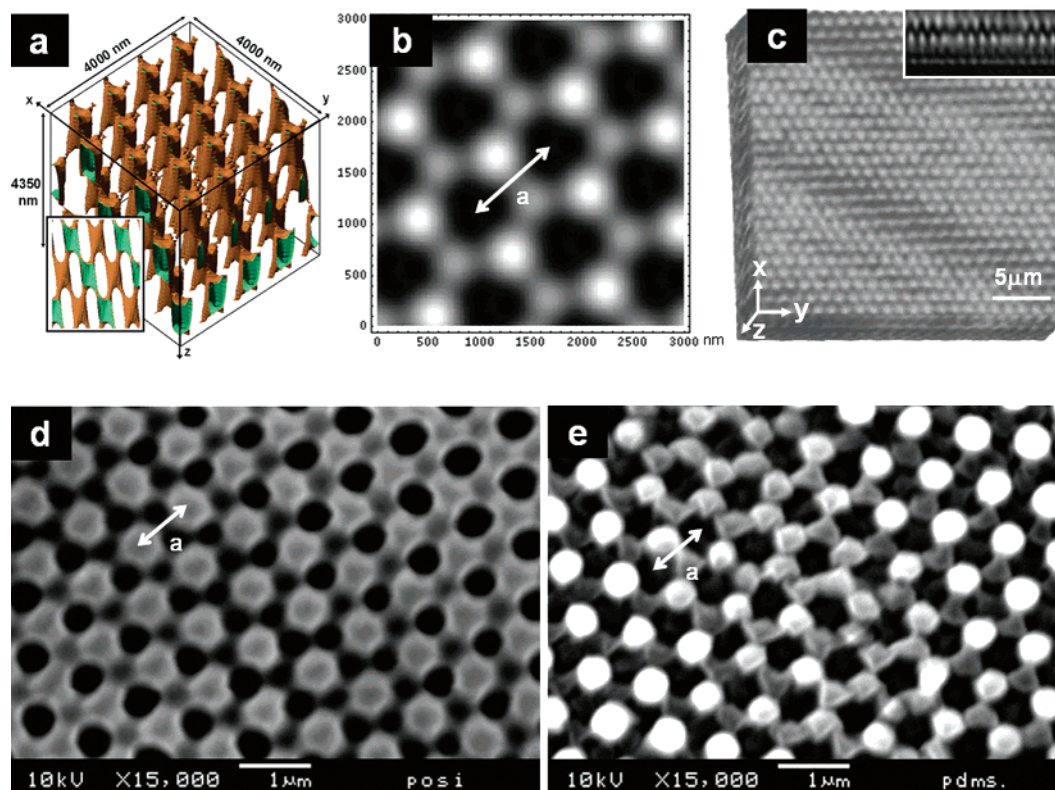 a
4000 nm
4000 nm
x
y
4350
nm
z
b
3000
2500
2000
1500
1000
500
0
a
0 500 1000 1500 2000 2500 3000 nm
c
x
y
z
5μm
d
a
10kV X15,000 1μm posi
e
a
10kV X15,000 1μm pdms.